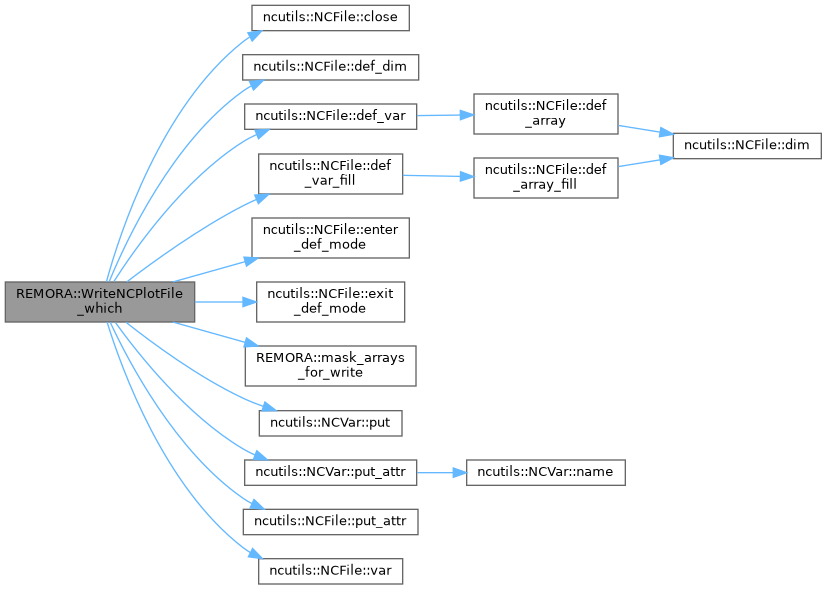 ncutils::NCFile::close
ncutils::NCFile::def_dim
ncutils::NCFile::def_var
ncutils::NCFile::def
_array
ncutils::NCFile::dim
ncutils::NCFile::def
_var_fill
ncutils::NCFile::def
_array_fill
ncutils::NCFile::enter
_def_mode
REMORA::WriteNCPlotFile
_which
ncutils::NCFile::exit
_def_mode
REMORA::mask_arrays
_for_write
ncutils::NCVar::put
ncutils::NCVar::put_attr
ncutils::NCVar::name
ncutils::NCFile::put_attr
ncutils::NCFile::var